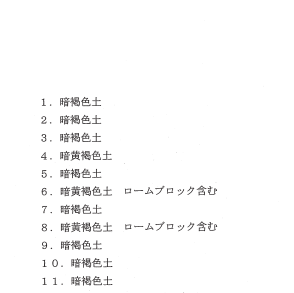 １．暗褐色土
２．暗褐色土
３．暗褐色土
４．暗黄褐色土
５．暗褐色土
６．暗黄褐色土　ロームブロック含む
７．暗褐色土
８．暗黄褐色土　ロームブロック含む
９．暗褐色土
１０．暗褐色土
１１．暗褐色土